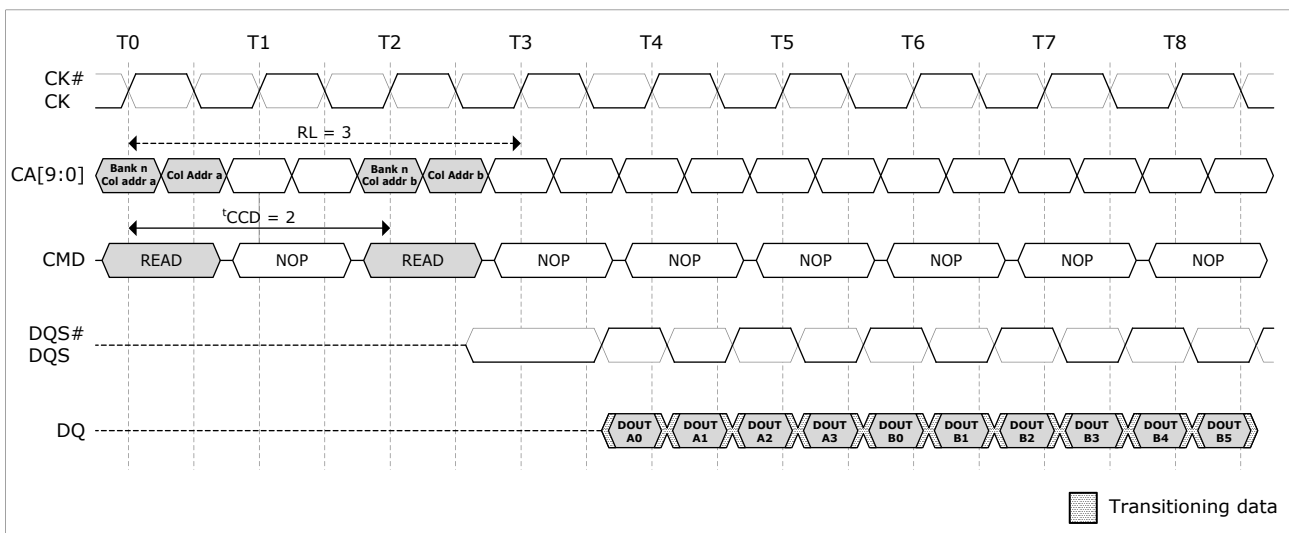 T0 T1 T2 T3 T4 T5 T6 T7 T8
CK#
CK
RL = 3
CA[9:0]
Bank n
Col addr a
Col Addr a
Bank n
Col addr b
Col Addr b
tCCD = 2
CMD READ NOP READ NOP NOP NOP NOP NOP NOP
DQS#
DQS
DQ
DOUT
A0
DOUT
A1
DOUT
A2
DOUT
A3
DOUT
B0
DOUT
B1
DOUT
B2
DOUT
B3
DOUT
B4
DOUT
B5
Transitioning data